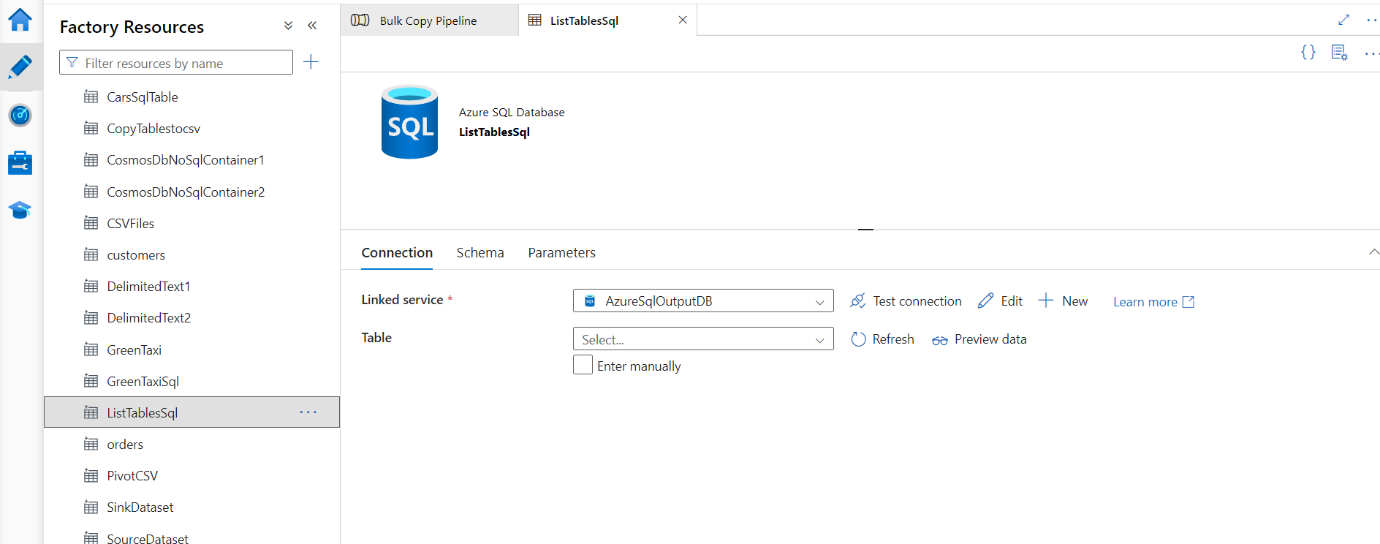 Factory Resources
Filter resources by name
CarsSqlTable
CopyTablestocsv
CosmosDbNoSqlContainer1
CosmosDbNoSqlContainer2
CSVFiles
customers
DelimitedText1
DelimitedText2
GreenTaxi
GreenTaxiSql
ListTablesSql
orders
PivotCSV
SinkDataset
SourceDataset
Bulk Copy Pipeline ListTablesSql
SQL
Azure SQL Database
ListTablesSql
Connection Schema Parameters
Linked service * SQL AzureSqlOutputDB Test connection Edit New Learn more
Table Select... Refresh Preview data
Enter manually